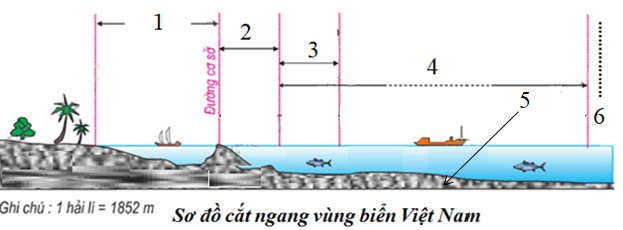 1
2
3
4
5
6
Đường cơ sở
Ghi chú : 1 hải lí = 1852 m
Sơ đồ cắt ngang vùng biển Việt Nam